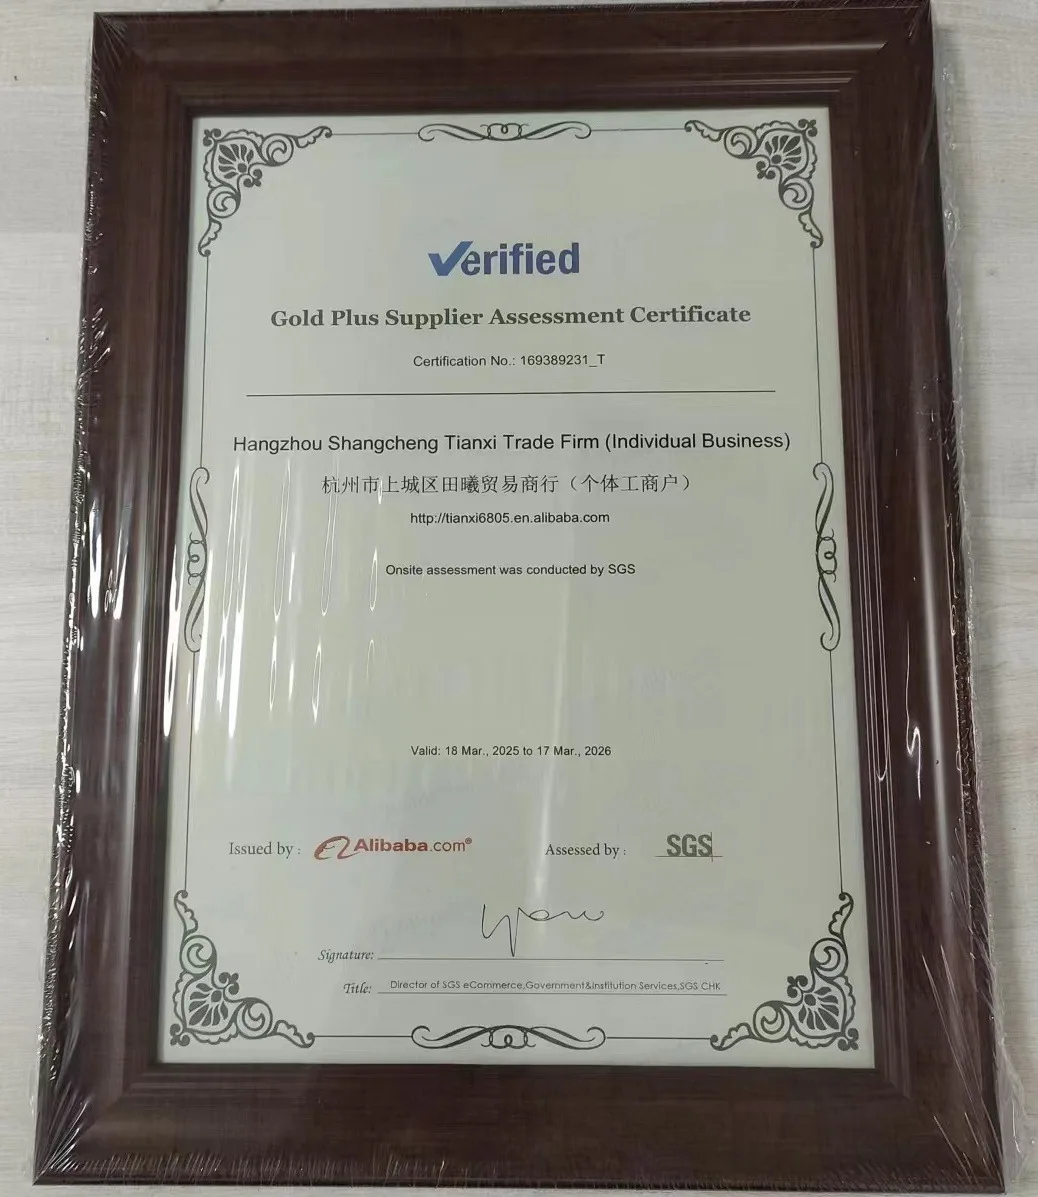 Verified
Gold Plus Supplier Assessment Certificate
Certification No.: 169389231_T
Hangzhou Shangcheng Tianxi Trade Firm (Individual Business)
杭州市上城区田曦贸易商行（个体工商户）
http://tianxi6805.en.alibaba.com
Onsite assessment was conducted by SGS
Valid: 18 Mar., 2025 to 17 Mar., 2026
Issued by : Alibaba.com® Assessed by : SGS
Signature:
Title: Director of SGS eCommerce,Government&Institution Services,SGS CHK